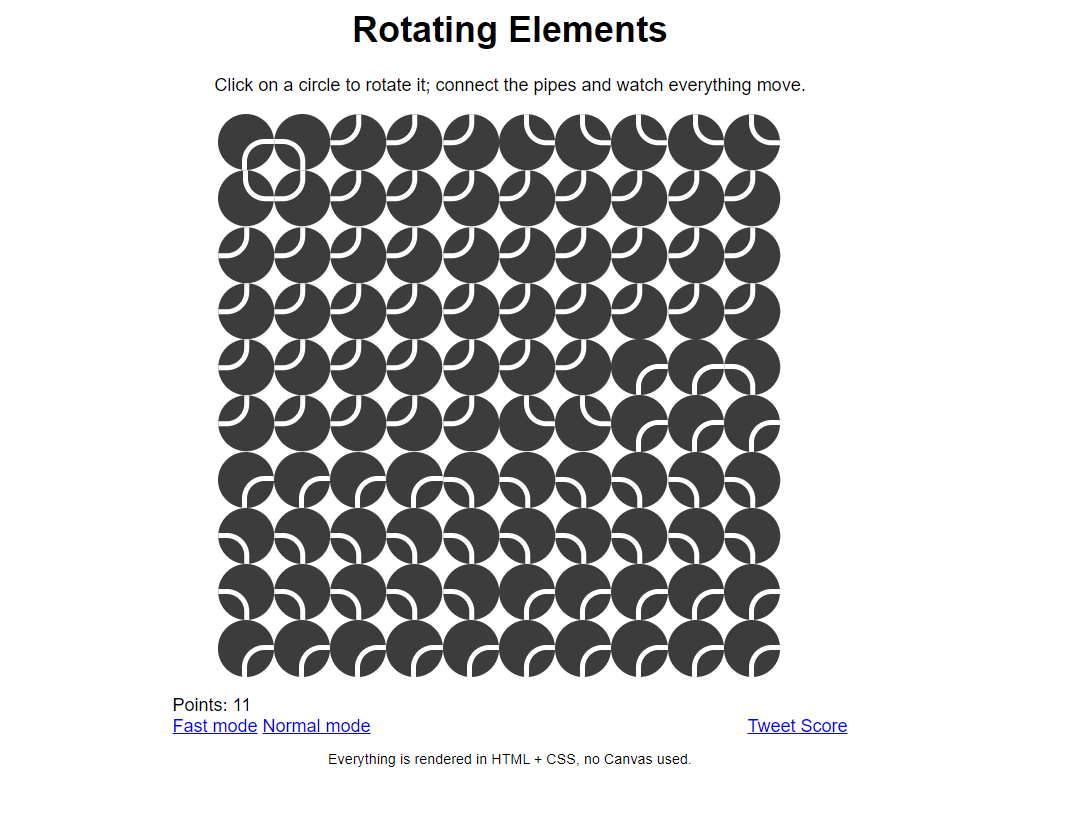 Rotating Elements
Click on a circle to rotate it; connect the pipes and watch everything move.
Points: 11
Fast mode Normal mode Tweet Score
Everything is rendered in HTML + CSS, no Canvas used.